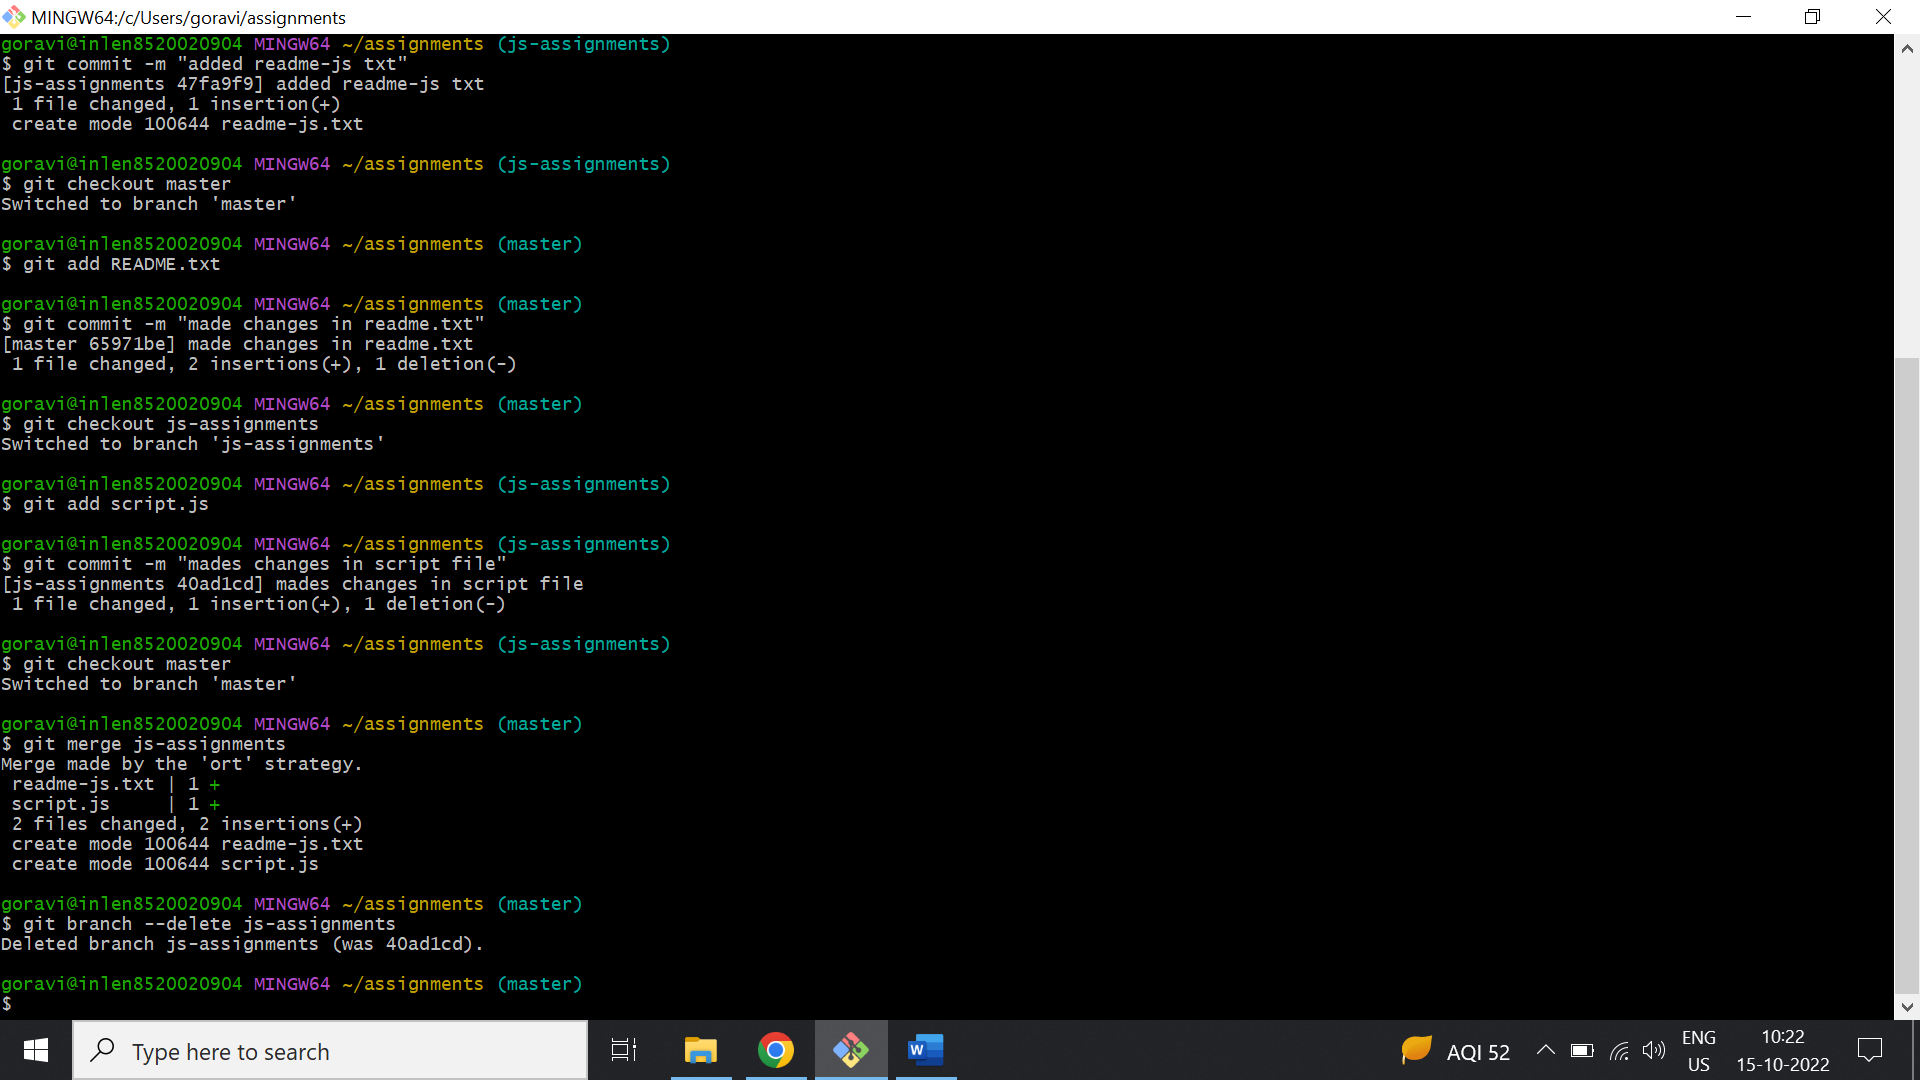 MINGW64:/c/Users/goravi/assignments
goravi@inlen8520020904 MINGW64 ~/assignments (js-assignments)
$ git commit -m "added readme-js txt"
[js-assignments 47fa9f9] added readme-js txt
 1 file changed, 1 insertion(+)
 create mode 100644 readme-js.txt

goravi@inlen8520020904 MINGW64 ~/assignments (js-assignments)
$ git checkout master
Switched to branch 'master'

goravi@inlen8520020904 MINGW64 ~/assignments (master)
$ git add README.txt

goravi@inlen8520020904 MINGW64 ~/assignments (master)
$ git commit -m "made changes in readme.txt"
[master 65971be] made changes in readme.txt
 1 file changed, 2 insertions(+), 1 deletion(-)

goravi@inlen8520020904 MINGW64 ~/assignments (master)
$ git checkout js-assignments
Switched to branch 'js-assignments'

goravi@inlen8520020904 MINGW64 ~/assignments (js-assignments)
$ git add script.js

goravi@inlen8520020904 MINGW64 ~/assignments (js-assignments)
$ git commit -m "mades changes in script file"
[js-assignments 40ad1cd] mades changes in script file
 1 file changed, 1 insertion(+), 1 deletion(-)

goravi@inlen8520020904 MINGW64 ~/assignments (js-assignments)
$ git checkout master
Switched to branch 'master'

goravi@inlen8520020904 MINGW64 ~/assignments (master)
$ git merge js-assignments
Merge made by the 'ort' strategy.
 readme-js.txt | 1 +
 script.js     | 1 +
 2 files changed, 2 insertions(+)
 create mode 100644 readme-js.txt
 create mode 100644 script.js

goravi@inlen8520020904 MINGW64 ~/assignments (master)
$ git branch --delete js-assignments
Deleted branch js-assignments (was 40ad1cd).

goravi@inlen8520020904 MINGW64 ~/assignments (master)
$
Type here to search
W
AQI 52
ENG
US
10:22
15-10-2022